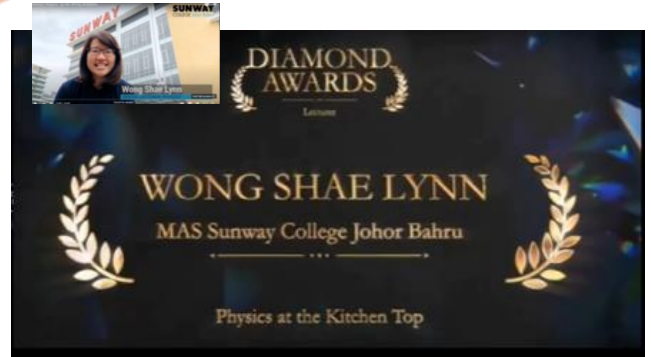 SUNWAY
SUNWAY
COLLEGE
Wong Shae Lynn
DIAMOND
AWARDS
Lecturer
WONG SHAE LYNN
MAS Sunway College Johor Bahru
Physics at the Kitchen Top